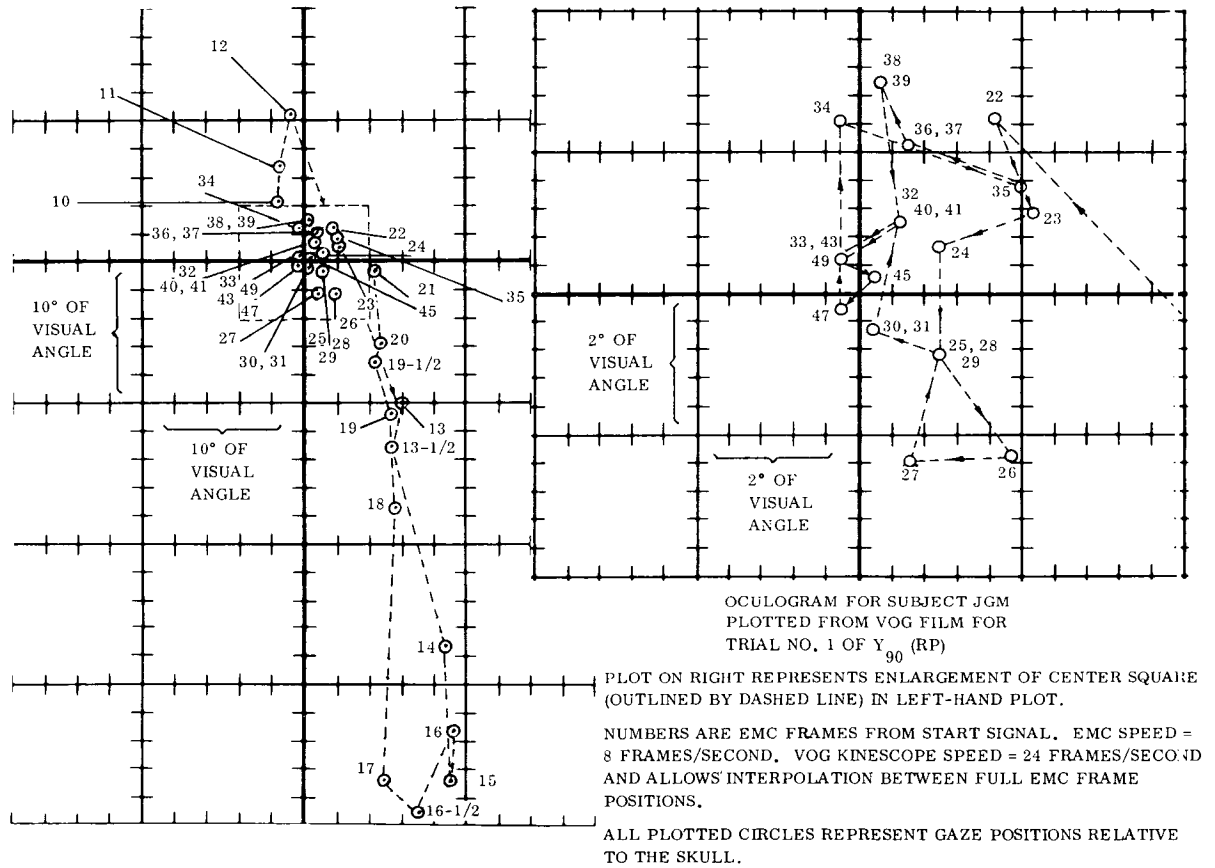 12
11
10
34
38, 39
36, 37
22
24
32
40, 41
33
49
43
47
27
30, 31
25, 28
29
26
23
45
21
35
20
19-1/2
19
13
13-1/2
18
14
16
17
15
16-1/2
10° OF
VISUAL
ANGLE
10° OF
VISUAL
ANGLE
38
39
34
36, 37
22
35
23
32
40, 41
24
33, 43
49
45
47
30, 31
25, 28
29
27
26
2° OF
VISUAL
ANGLE
2° OF
VISUAL
ANGLE
OCULOGRAM FOR SUBJECT JGM
PLOTTED FROM VOG FILM FOR
TRIAL NO. 1 OF Y90 (RP)
PLOT ON RIGHT REPRESENTS ENLARGEMENT OF CENTER SQUARE
(OUTLINED BY DASHED LINE) IN LEFT-HAND PLOT.
NUMBERS ARE EMC FRAMES FROM START SIGNAL. EMC SPEED =
8 FRAMES/SECOND. VOG KINESCOPE SPEED = 24 FRAMES/SECOND
AND ALLOWS INTERPOLATION BETWEEN FULL EMC FRAME
POSITIONS.
ALL PLOTTED CIRCLES REPRESENT GAZE POSITIONS RELATIVE
TO THE SKULL.